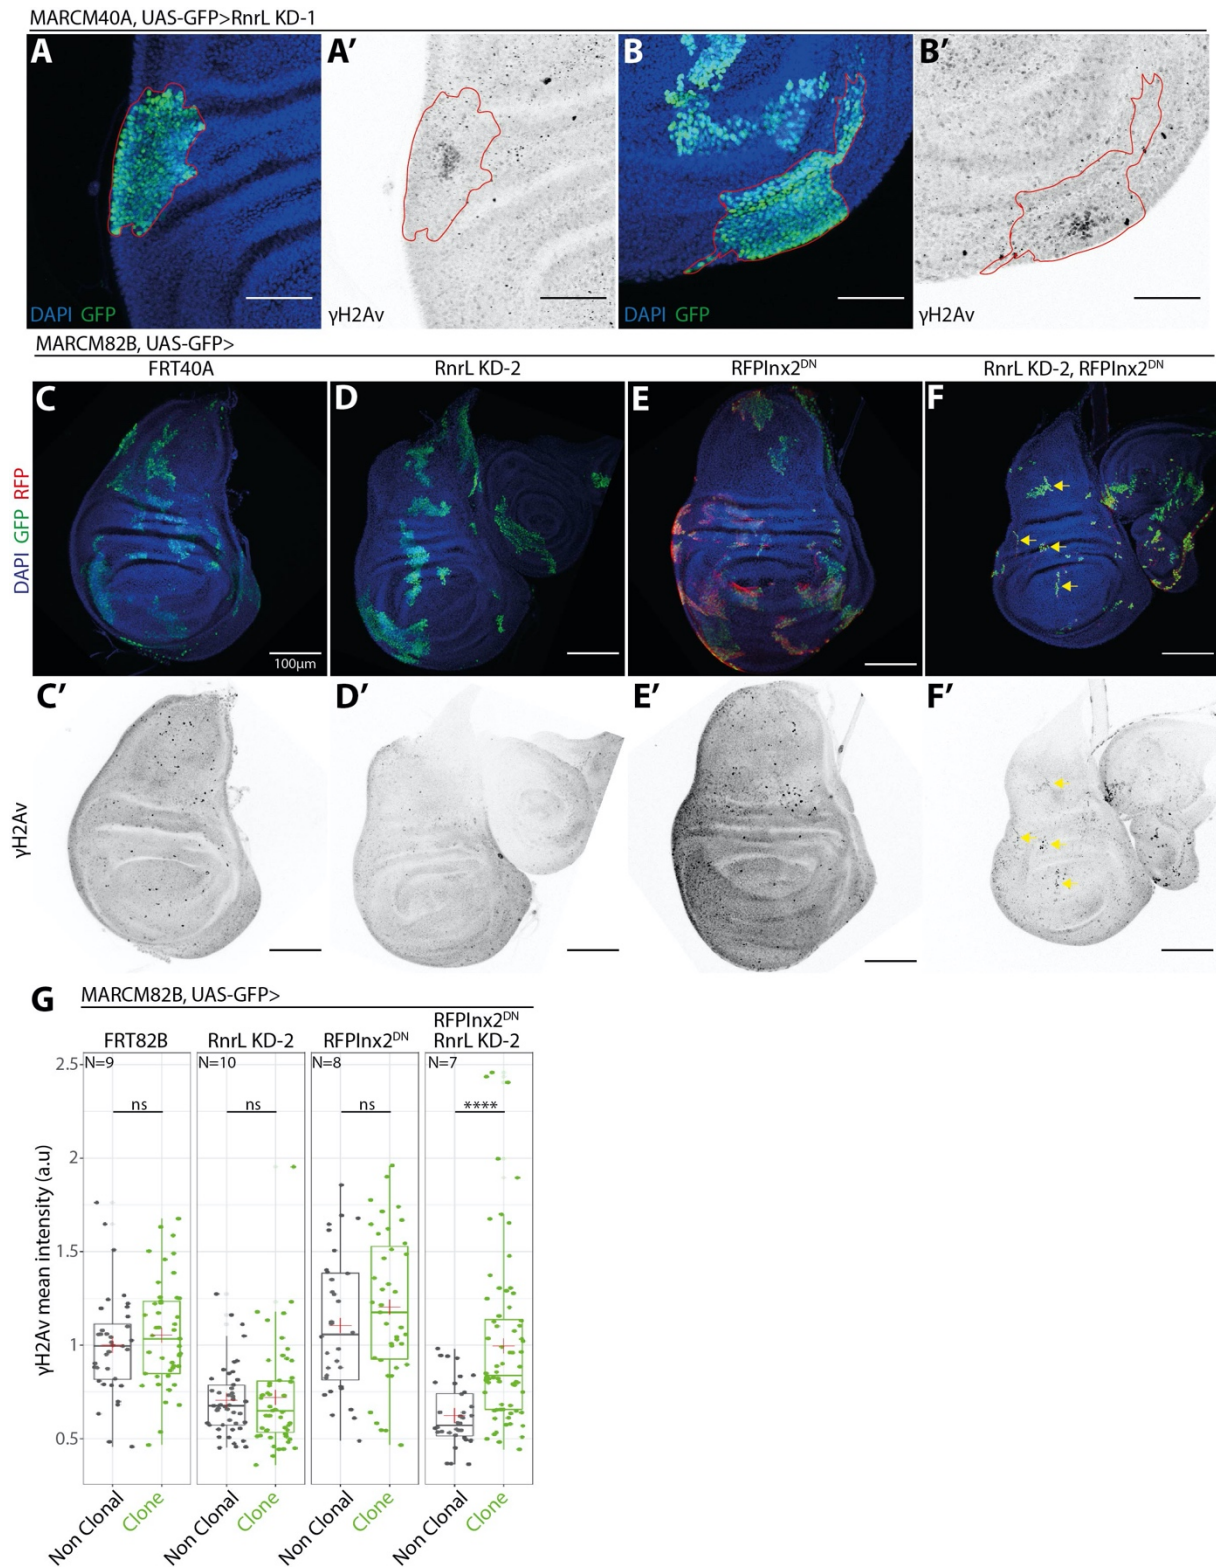 MARCM40A, UAS-GFP>RnrL KD-1
A A' B B'
DAPI GFP γH2Av DAPI GFP γH2Av
MARCM82B, UAS-GFP>
FRT40A RnrL KD-2 RFPInx2DN RnrL KD-2, RFPInx2DN
C D E F
DAPI GFP RFP
100μm
C' D' E' F'
γH2Av
G MARCM82B, UAS-GFP>
FRT82B RnrL KD-2 RFPInx2DN RFPInx2DN
RnrL KD-2
N=9 N=10 N=8 N=7
ns ns ns ****
γH2Av mean intensity (a.u)
2.5
2
1.5
1
0.5
Non Clonal Clone Non Clonal Clone Non Clonal Clone Non Clonal Clone